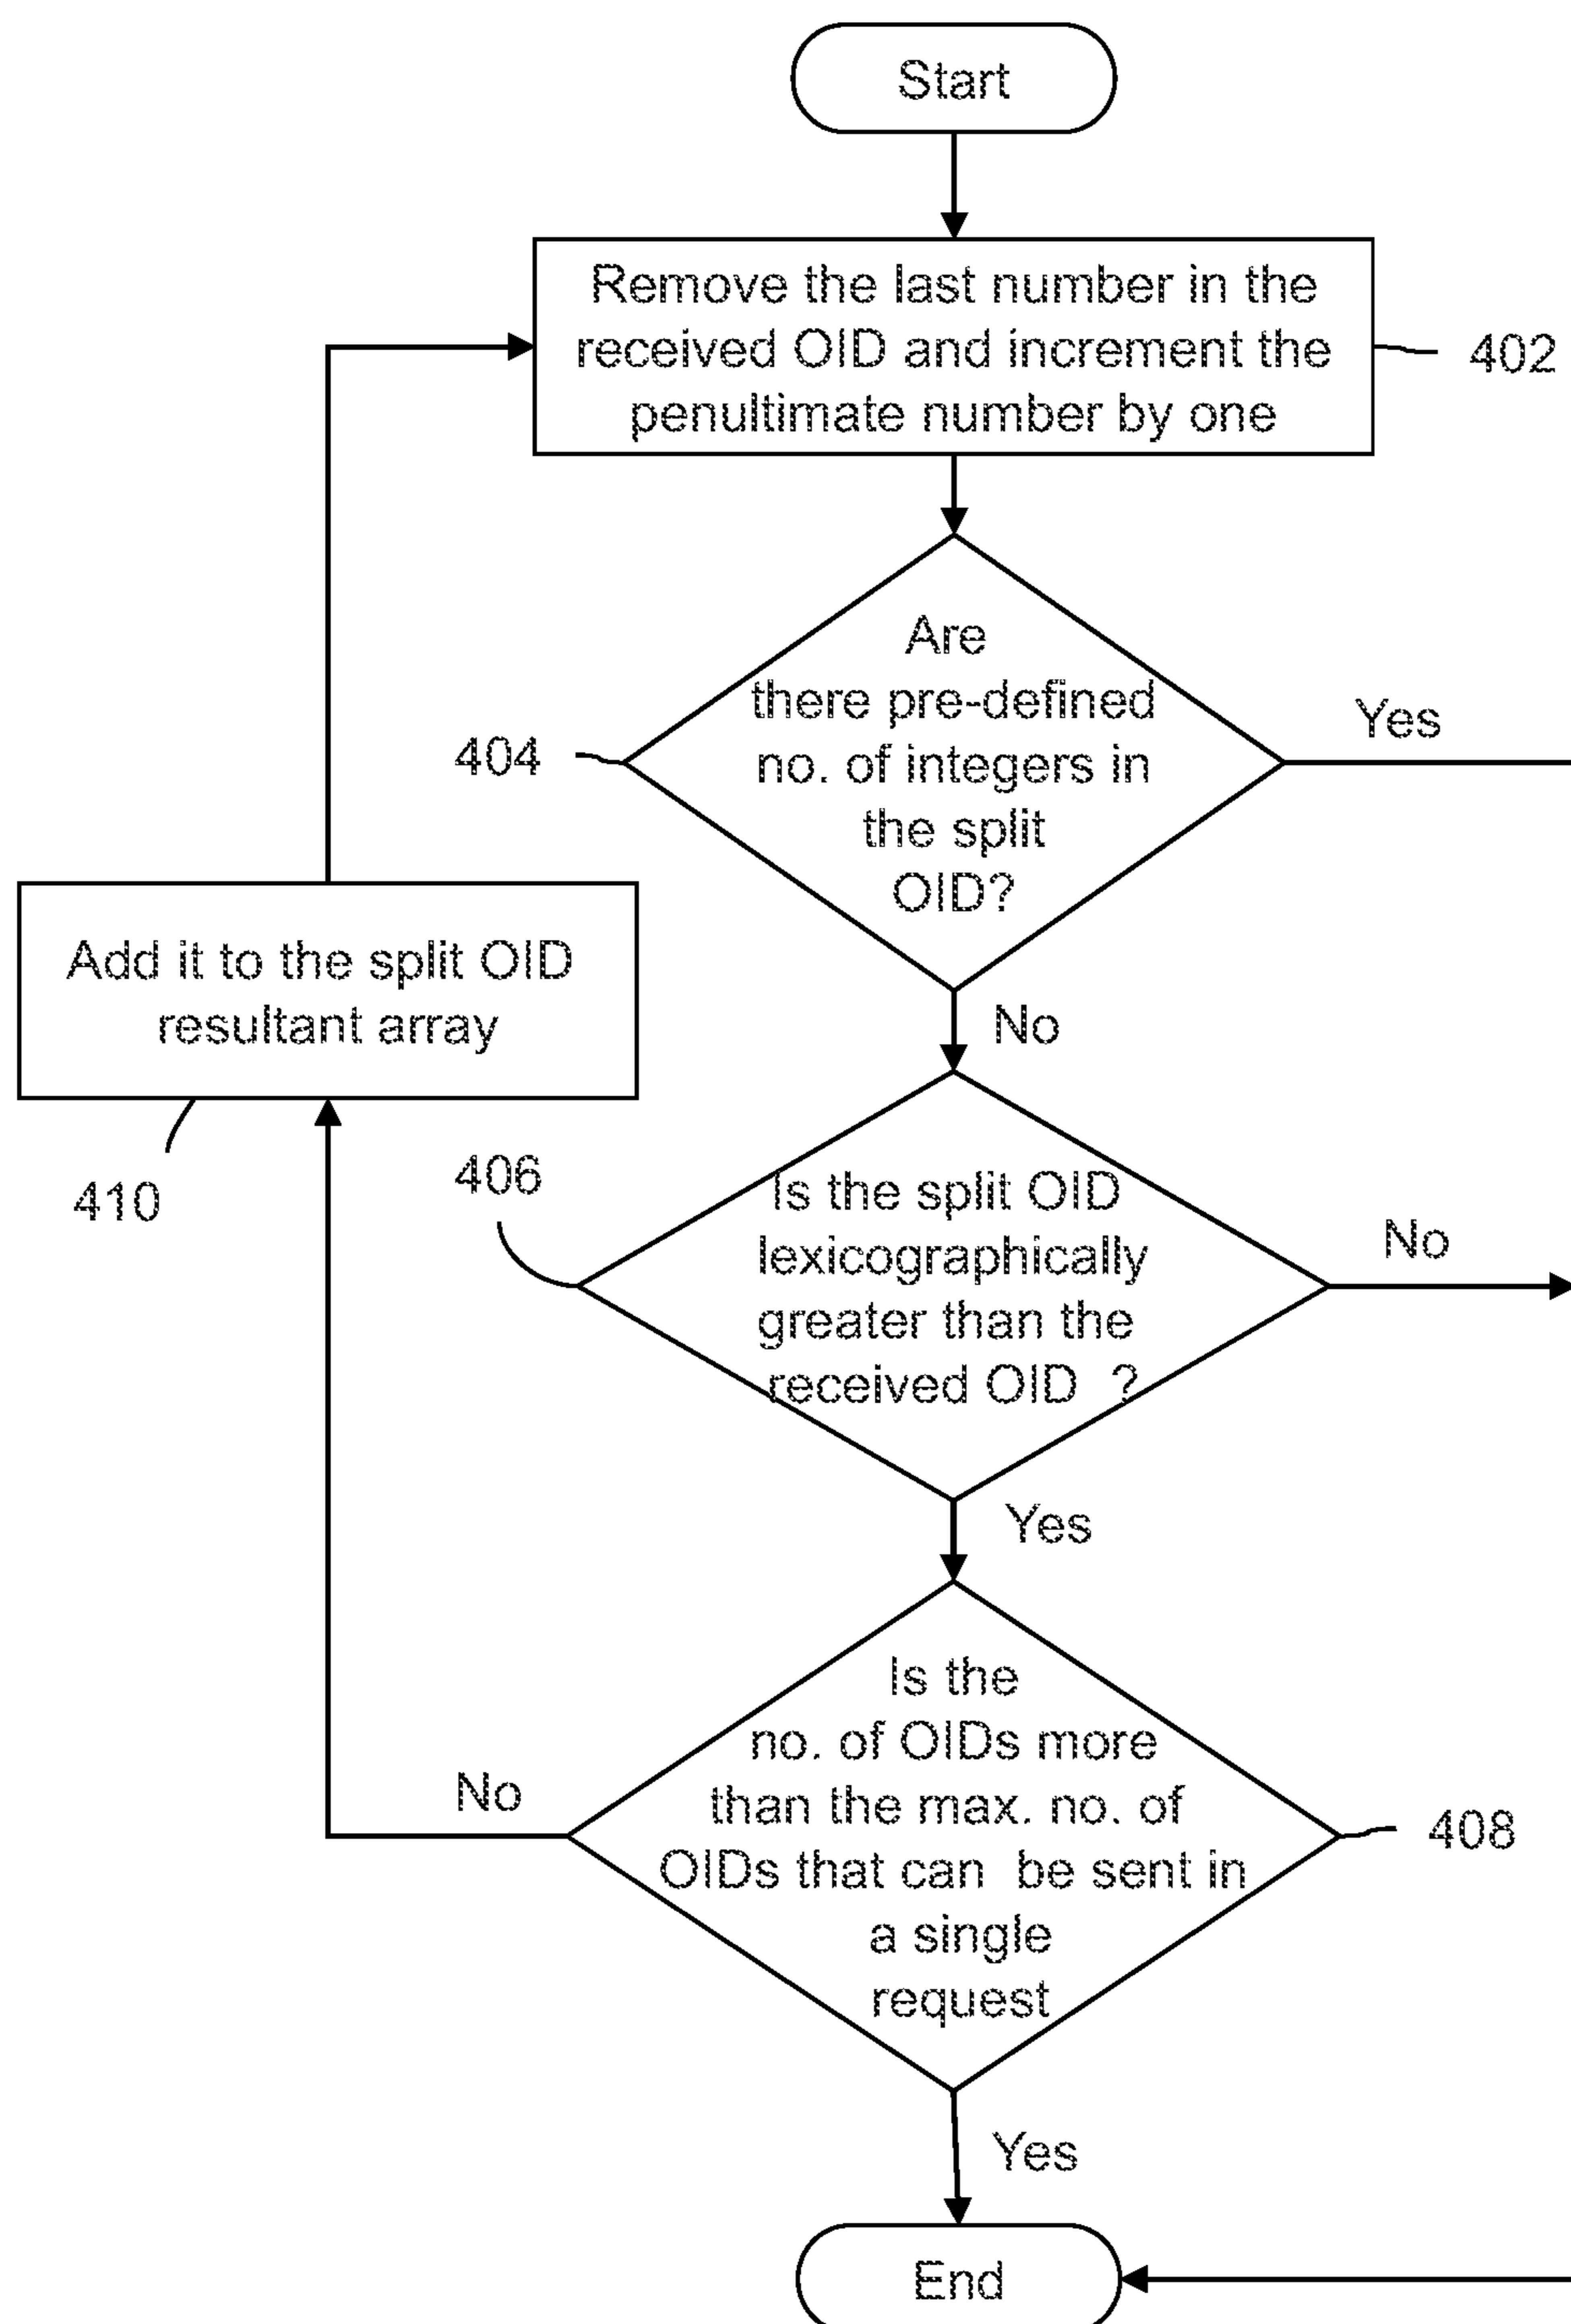 Start
Remove the last number in the
received OID and increment the
penultimate number by one
402
Are
there pre-defined
no. of integers in
the split
OID?
404
Yes
No
Add it to the split OID
resultant array
410
406
Is the split OID
lexicographically
greater than the
received OID ?
No
Yes
Is the
no. of OIDs more
than the max. no. of
OIDs that can be sent in
a single
request
No
408
Yes
End